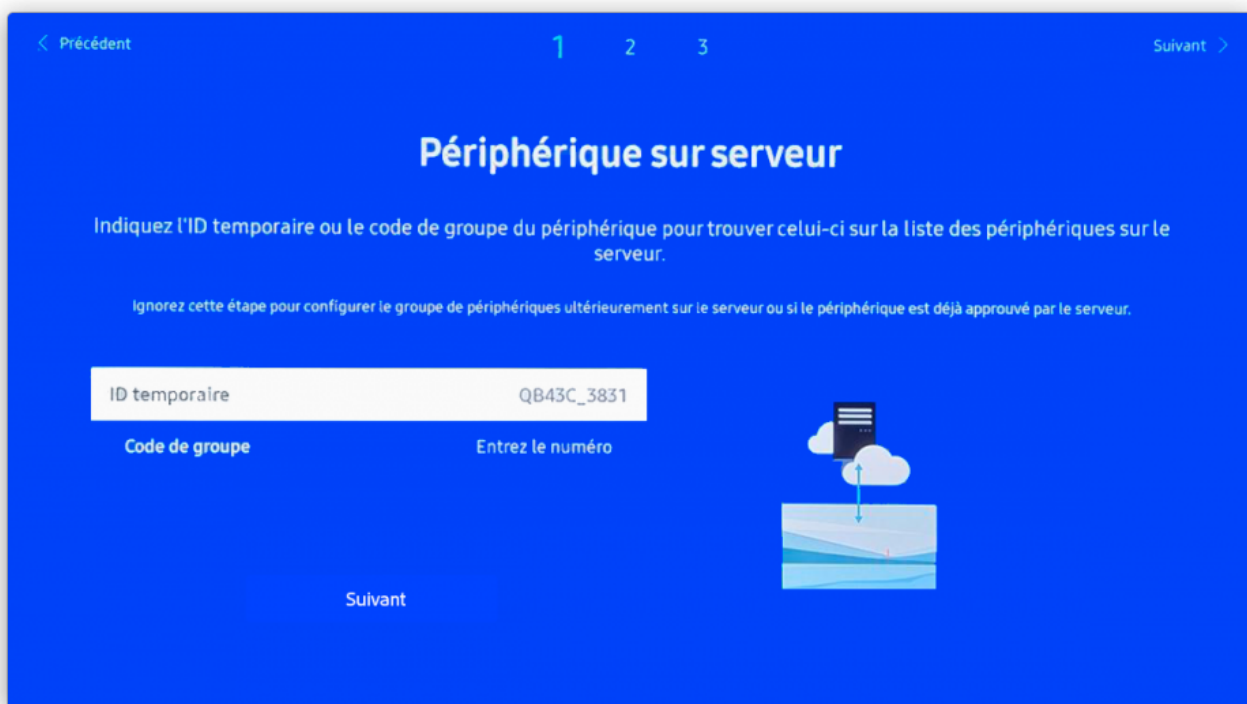 Précédent
1 2 3
Suivant
Périphérique sur serveur
Indiquez l'ID temporaire ou le code de groupe du périphérique pour trouver celui-ci sur la liste des périphériques sur le
serveur.
Ignorez cette étape pour configurer le groupe de périphériques ultérieurement sur le serveur ou si le périphérique est déjà approuvé par le serveur.
ID temporaire QB43C_3831
Code de groupe Entrez le numéro
Suivant